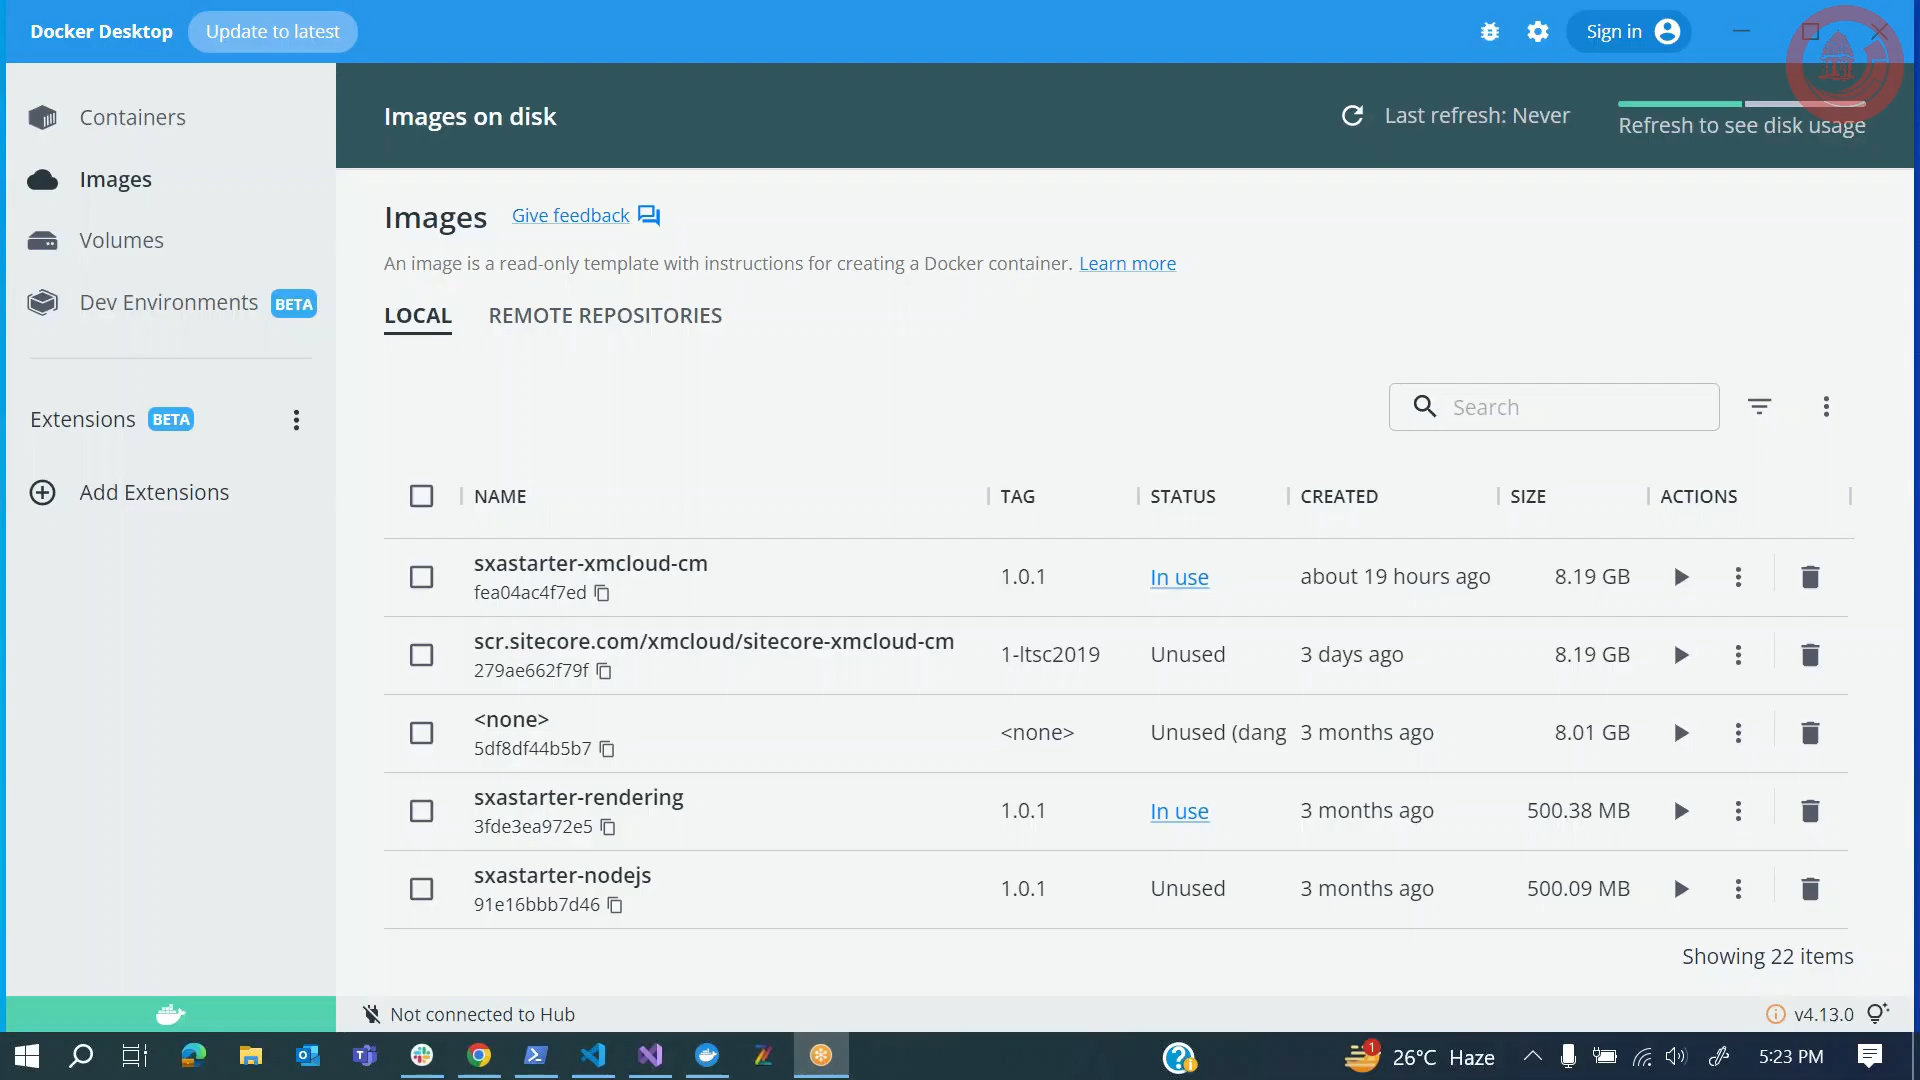 Docker Desktop Update to latest Sign in
Containers
Images
Volumes
Dev Environments BETA
Extensions BETA
Add Extensions
Images on disk
Last refresh: Never
Refresh to see disk usage
Images Give feedback
An image is a read-only template with instructions for creating a Docker container. Learn more
LOCAL REMOTE REPOSITORIES
Search
NAME TAG STATUS CREATED SIZE ACTIONS
sxastarter-xmcloud-cm
fea04ac4f7ed
1.0.1 In use about 19 hours ago 8.19 GB
scr.sitecore.com/xmcloud/sitecore-xmcloud-cm
279ae662f79f
1-ltsc2019 Unused 3 days ago 8.19 GB
<none>
5df8df44b5b7
<none> Unused (dang 3 months ago 8.01 GB
sxastarter-rendering
3fde3ea972e5
1.0.1 In use 3 months ago 500.38 MB
sxastarter-nodejs
91e16bbb7d46
1.0.1 Unused 3 months ago 500.09 MB
Showing 22 items
Not connected to Hub
v4.13.0
1 26°C Haze
5:23 PM